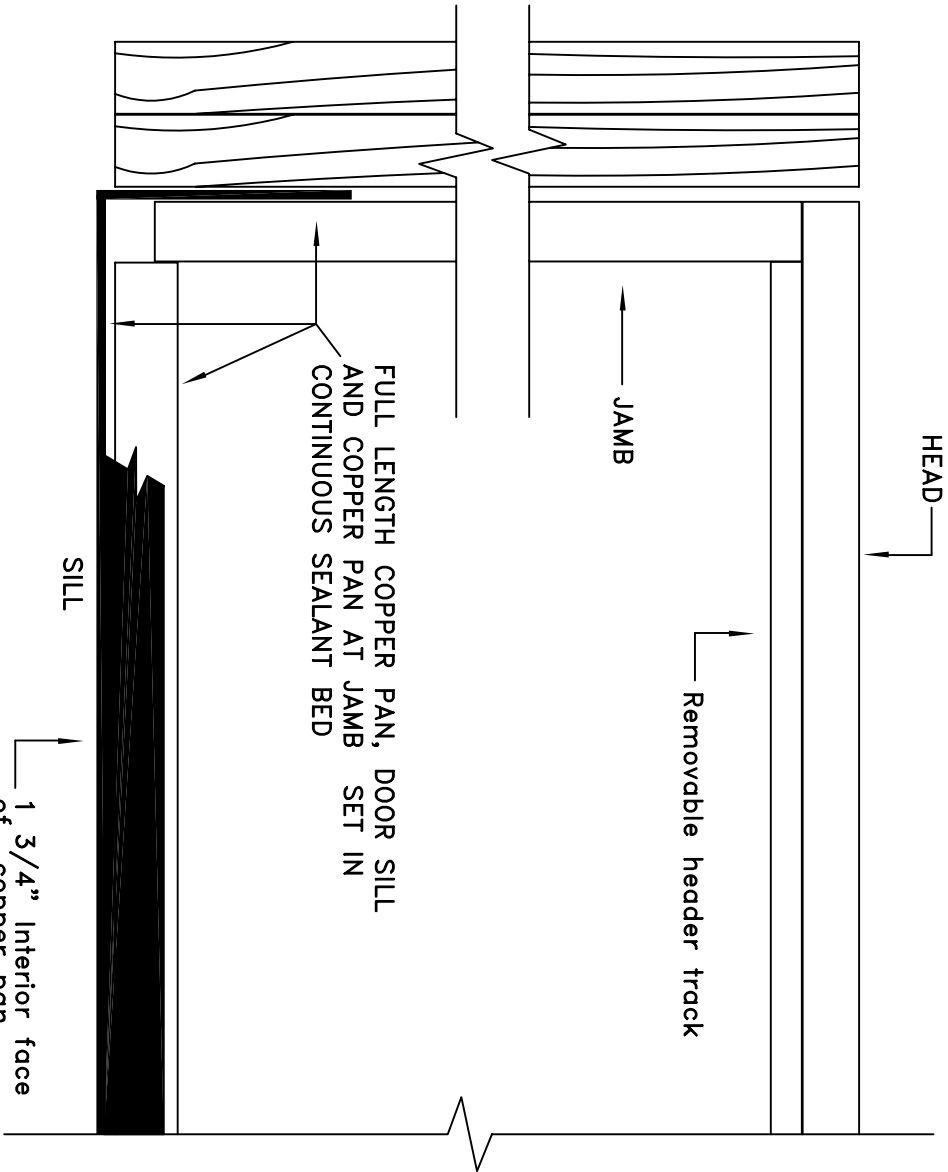 HEAD
JAMB
Removable header track
FULL LENGTH COPPER PAN, DOOR SILL
AND COPPER PAN AT JAMB SET IN
CONTINUOUS SEALANT BED
SILL
1 3/4" Interior face
of copper pan